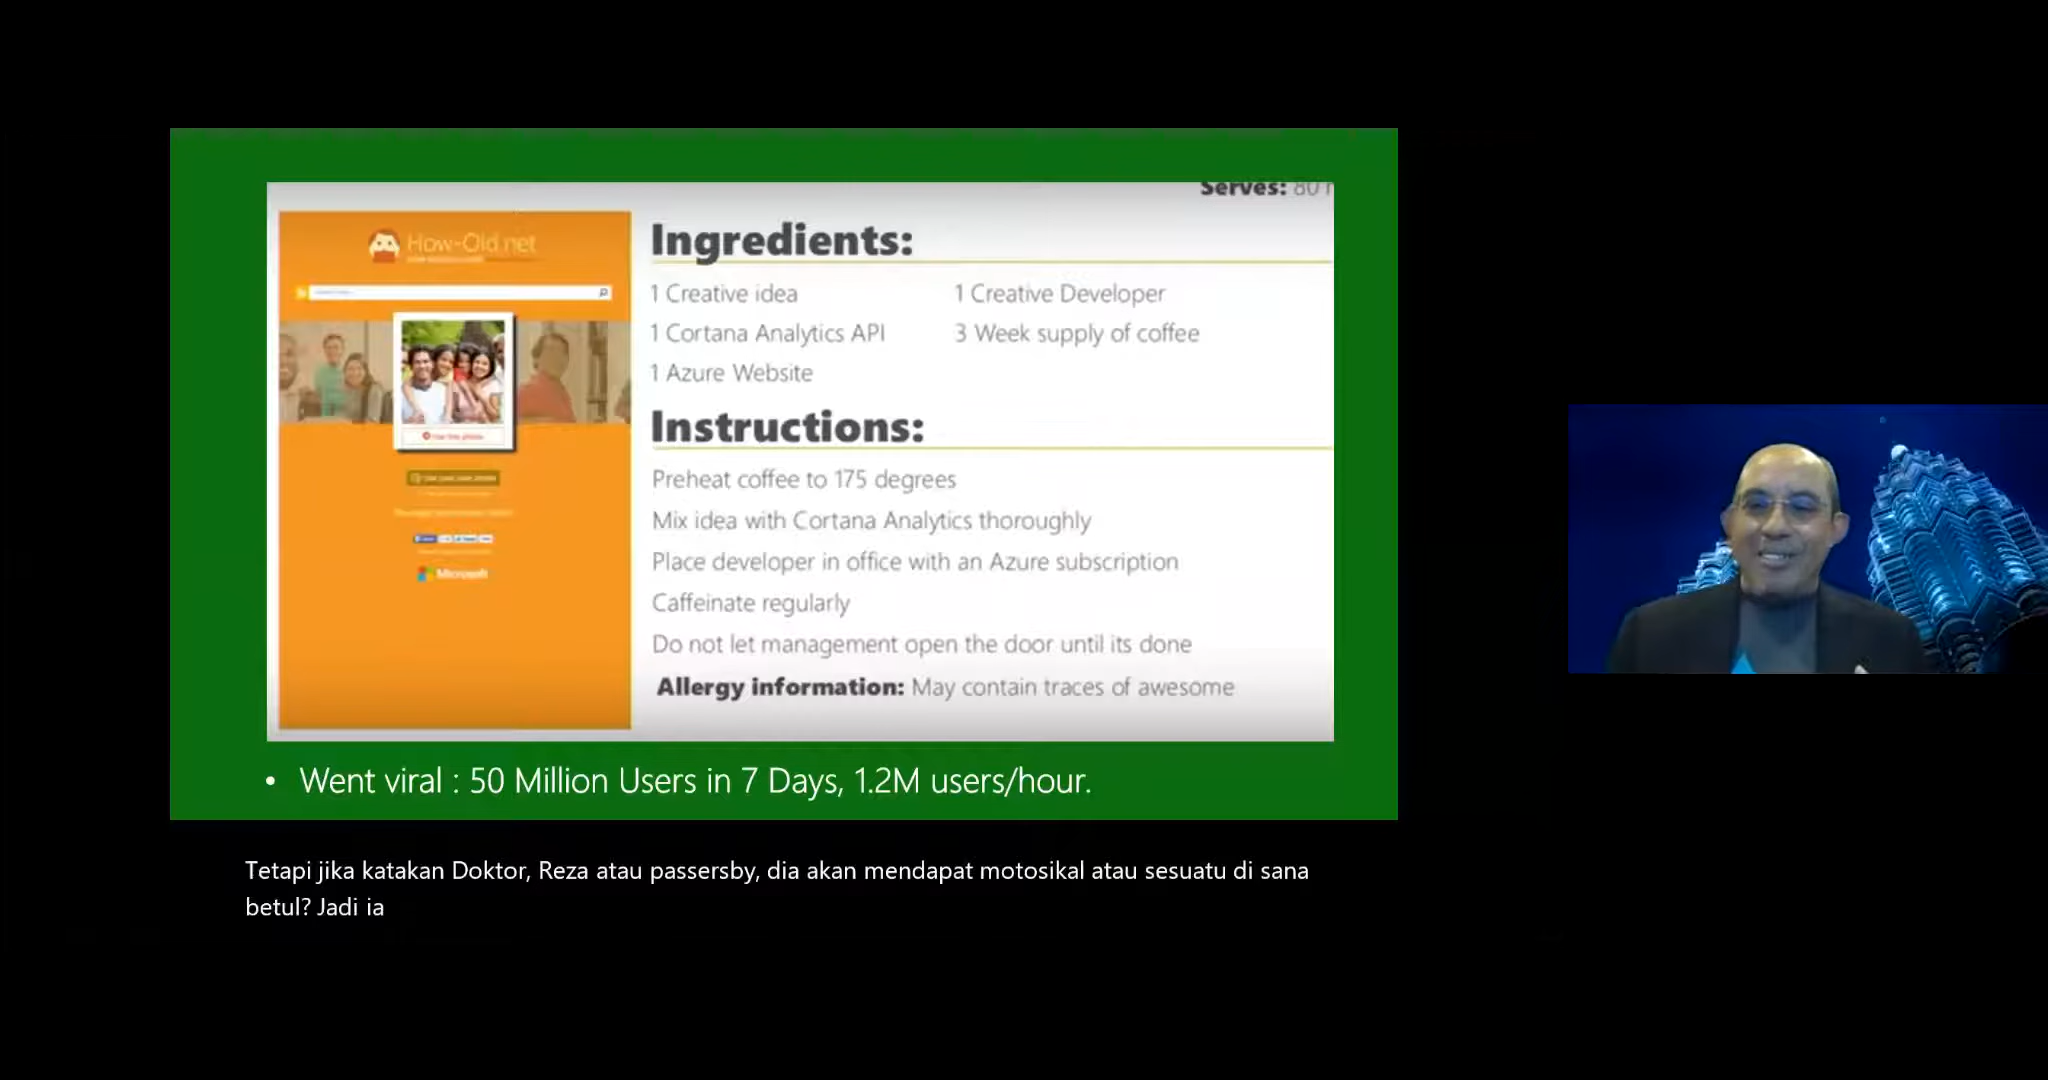 Serves: 80
How-Old.net
Ingredients:
1 Creative idea
1 Creative Developer
1 Cortana Analytics API
3 Week supply of coffee
1 Azure Website
Instructions:
Preheat coffee to 175 degrees
Mix idea with Cortana Analytics thoroughly
Place developer in office with an Azure subscription
Caffeinate regularly
Do not let management open the door until its done
Allergy information: May contain traces of awesome
Microsoft
• Went viral : 50 Million Users in 7 Days, 1.2M users/hour.
Tetapi jika katakan Doktor, Reza atau passersby, dia akan mendapat motosikal atau sesuatu di sana
betul? Jadi ia